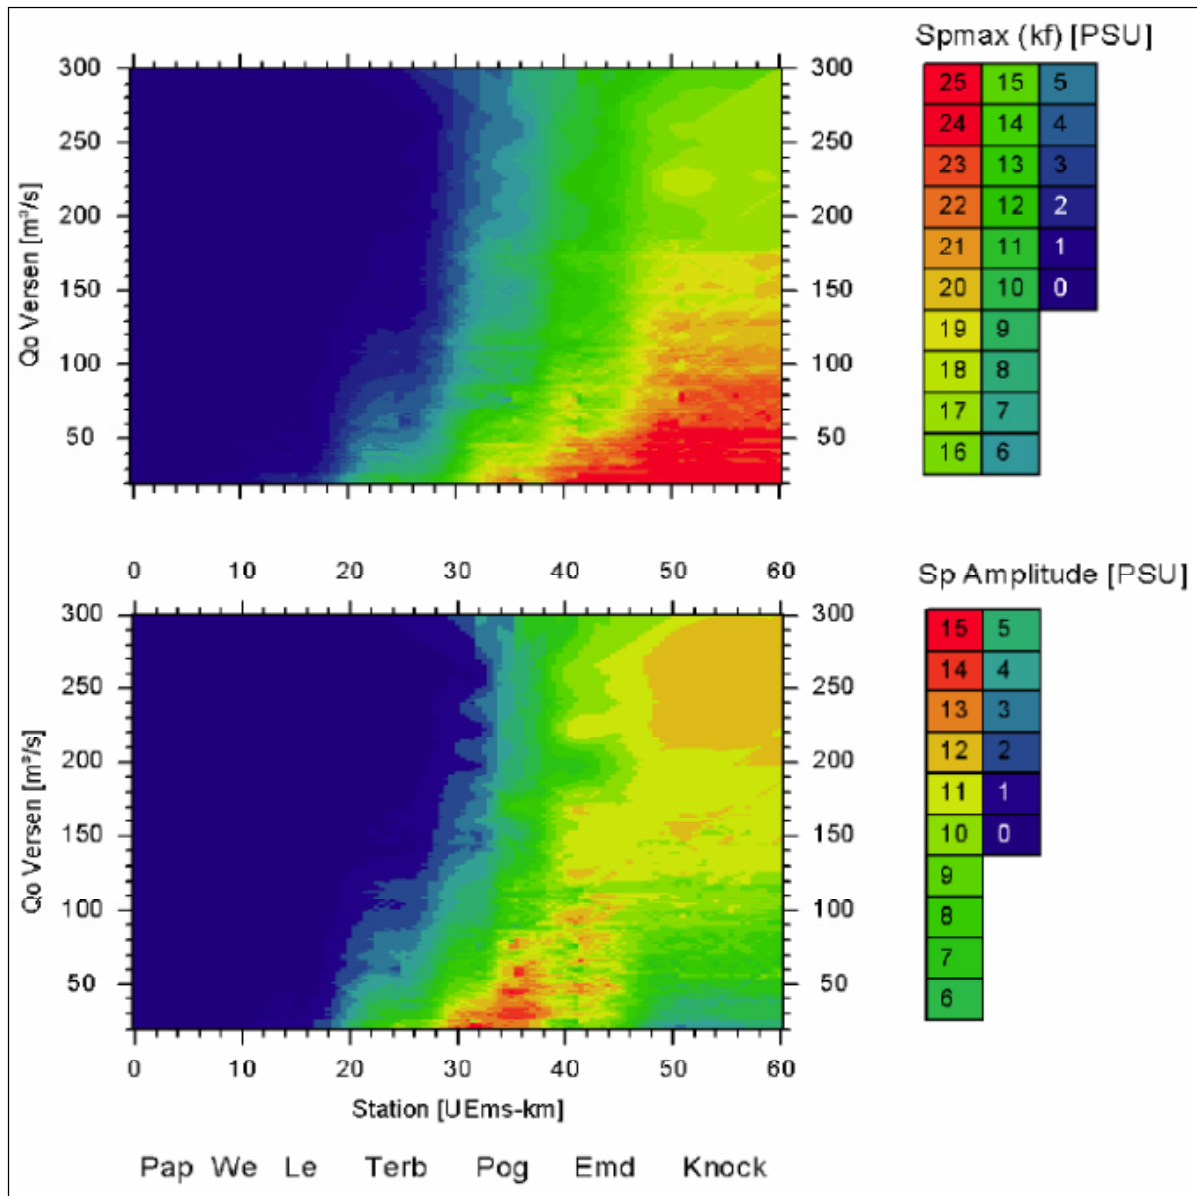 Spmax (kf) [PSU]
25 15 5
24 14 4
23 13 3
22 12 2
21 11 1
20 10 0
19 9
18 8
17 7
16 6
300 300
250 250
200 200
150 150
100 100
50 50
Qo Versen [m³/s]
0 10 20 30 40 50 60
Sp Amplitude [PSU]
15 5
14 4
13 3
12 2
11 1
10 0
9
8
7
6
300 300
250 250
200 200
150 150
100 100
50 50
Qo Versen [m³/s]
0 10 20 30 40 50 60
Station [UEms-km]
Pap We Le Terb Pog Emd Knock